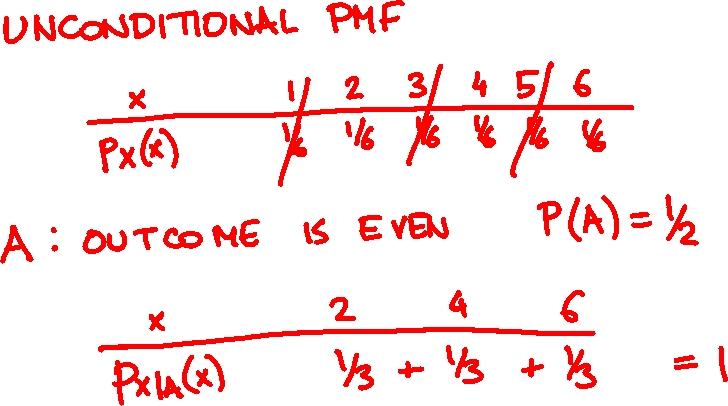 UNCONDITIONAL PMF
x 1 2 3 4 5 6
PX(x) 1/6 1/6 1/6 1/6 1/6 1/6
A : OUTCOME IS EVEN P(A) = 1/2
x 2 4 6
PX|A(x) 1/3 + 1/3 + 1/3 = 1